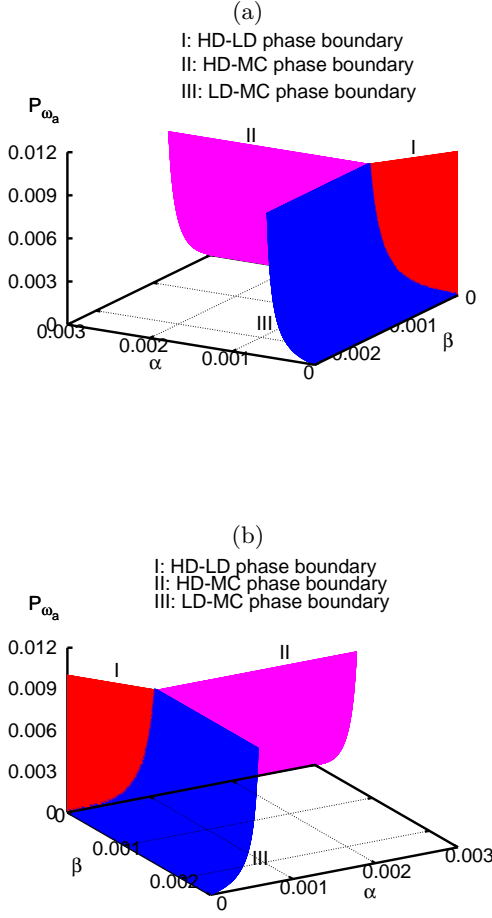 (a)
I: HD-LD phase boundary
II: HD-MC phase boundary
III: LD-MC phase boundary
Pωa
II
I
0.012
0.009
0.006
0.003
0
0
0.003
III
0.001
0.002
0.002
0.001
0
β
α
(b)
I: HD-LD phase boundary
II: HD-MC phase boundary
III: LD-MC phase boundary
Pωa
0.012
I
II
0.009
0.006
0.003
0
0
0.001
0.003
β
0.002
III
0.002
0.001
0
α